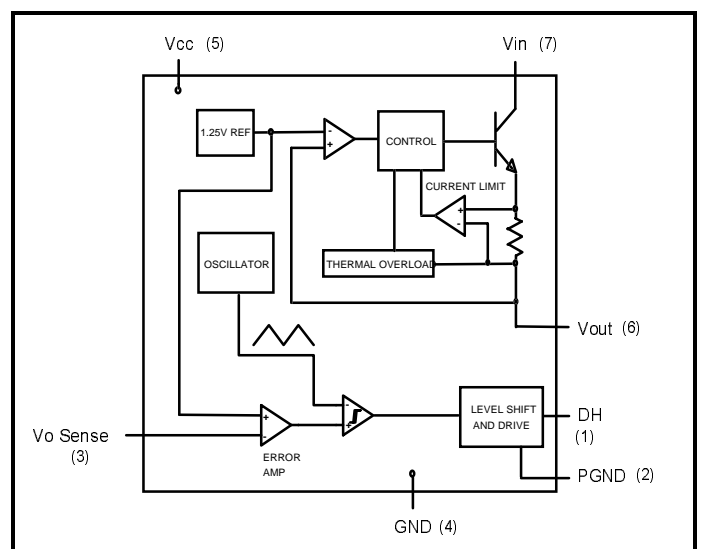 Vcc (5)
Vin (7)
1.25V REF
-
+
CONTROL
CURRENT LIMIT
+
-
OSCILLATOR
THERMAL OVERLOAD
Vout (6)
-
+
+
-
LEVEL SHIFT
AND DRIVE
DH
(1)
Vo Sense
(3)
ERROR
AMP
PGND (2)
GND (4)